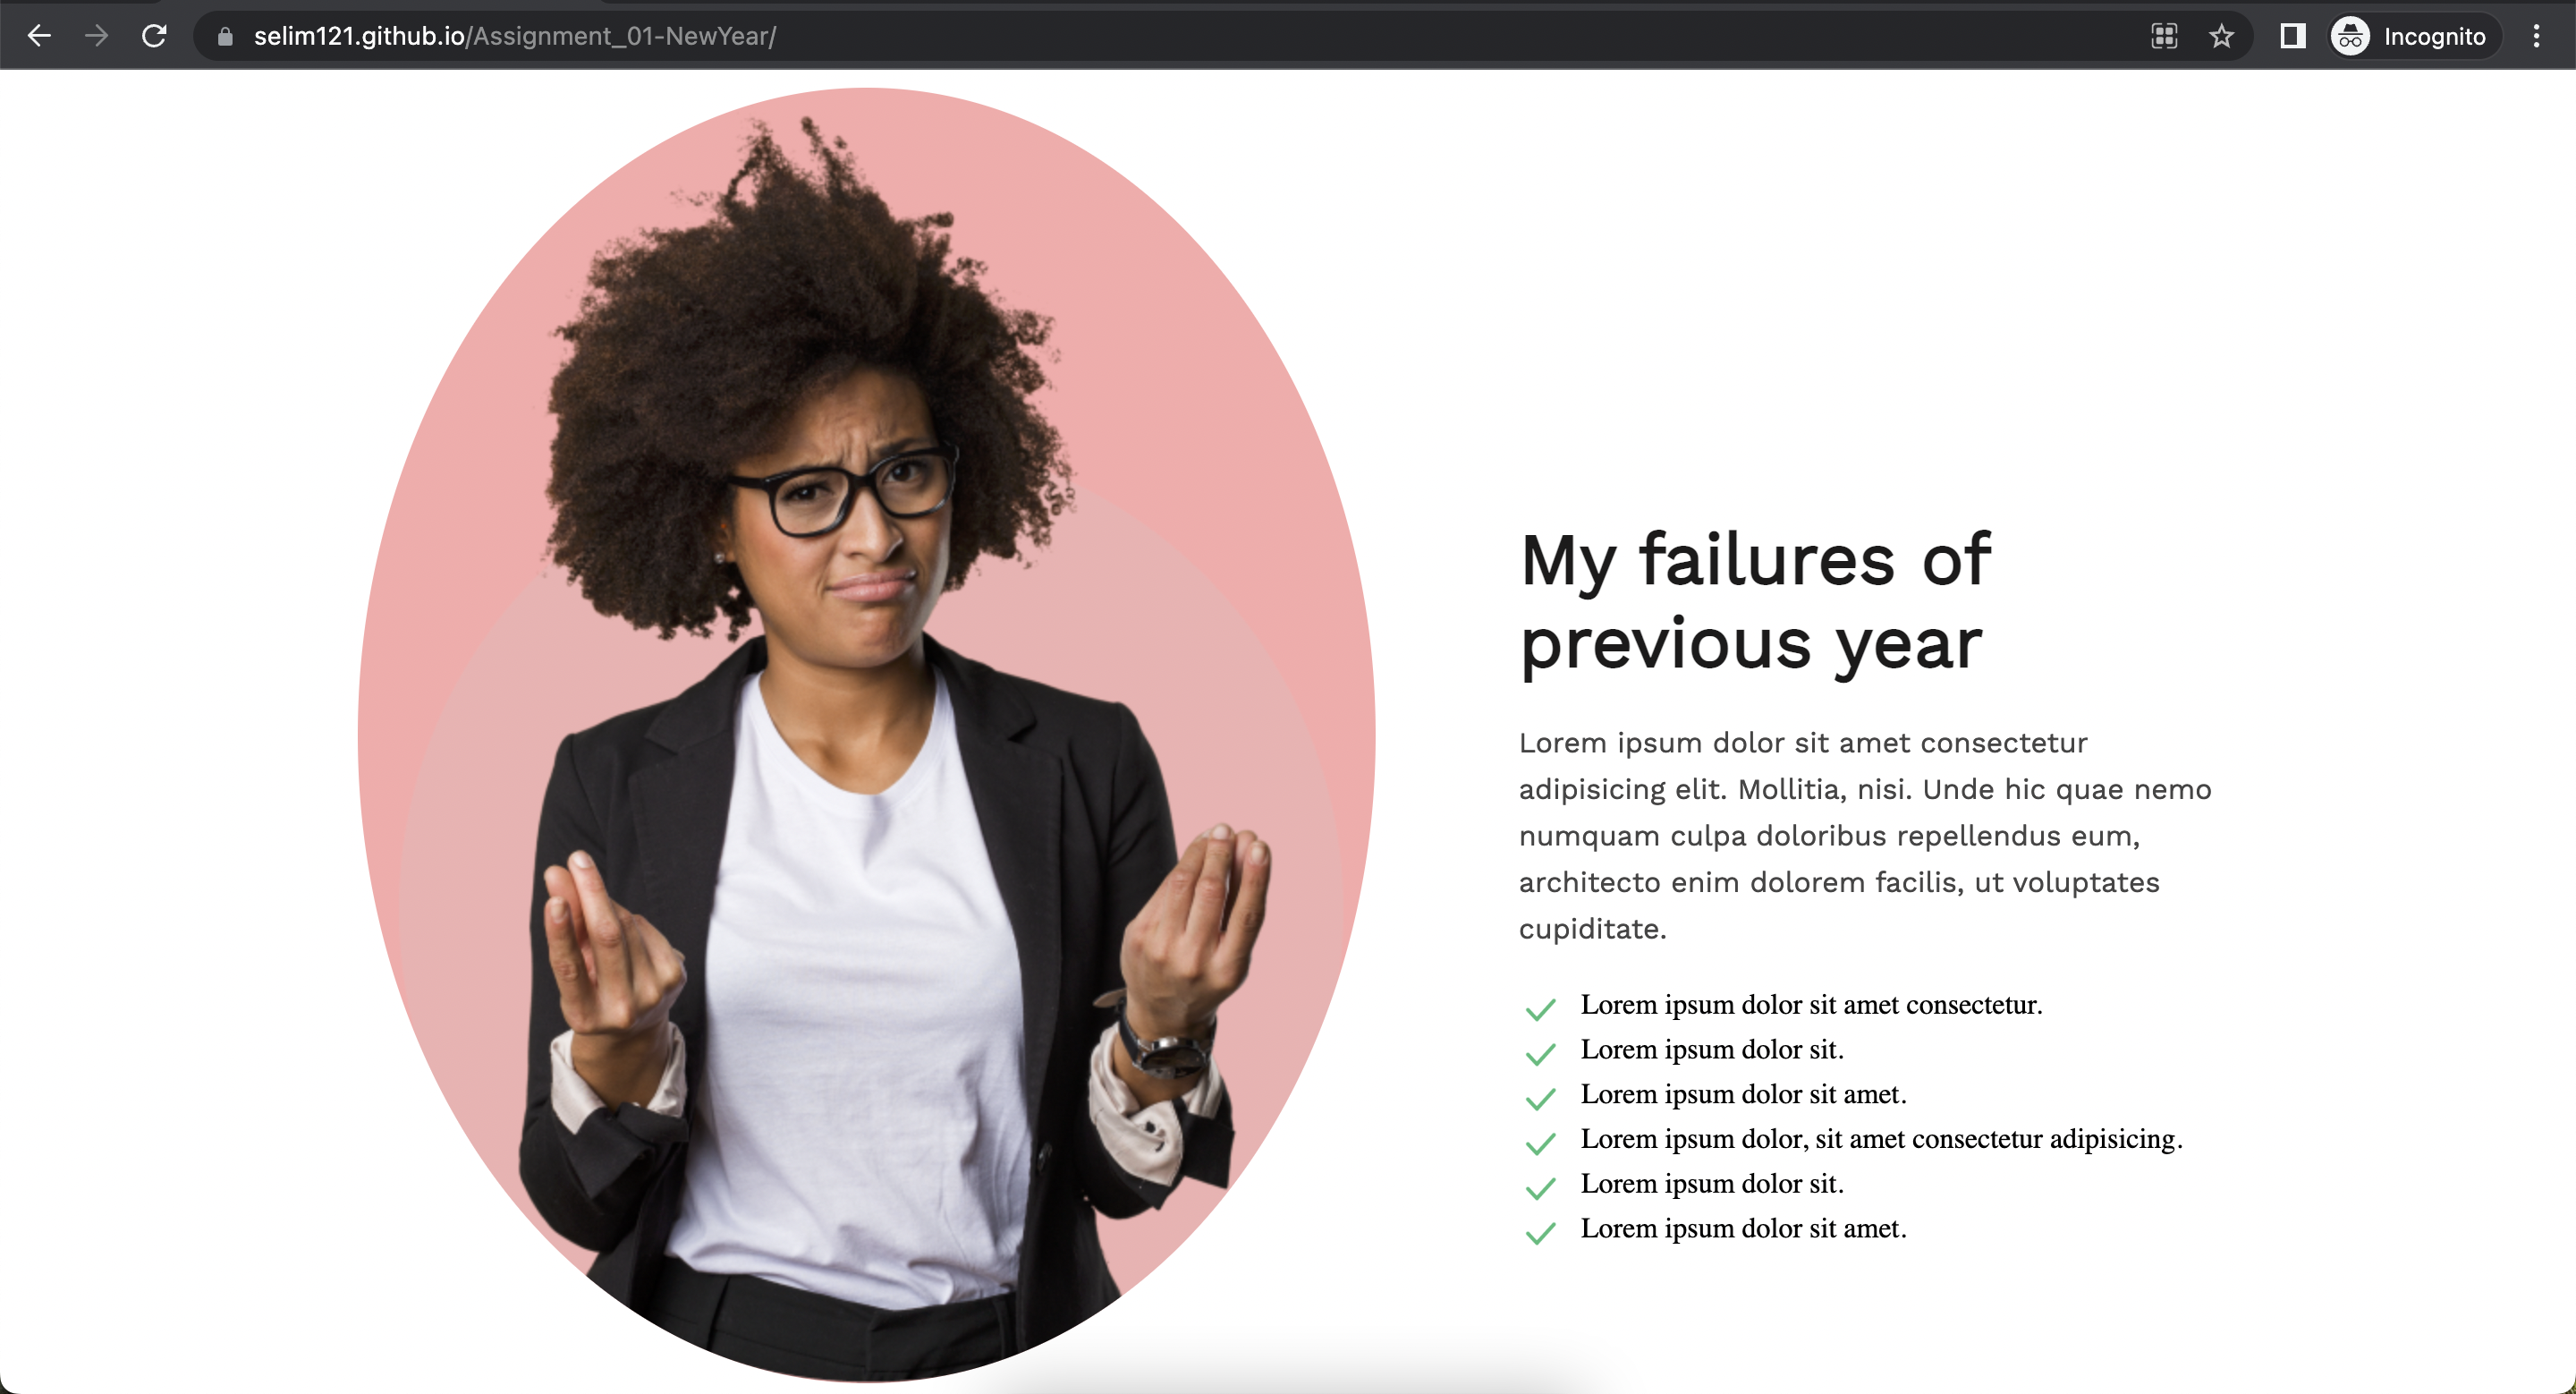 selim121.github.io/Assignment_01-NewYear/
Incognito
My failures of
previous year
Lorem ipsum dolor sit amet consectetur
adipisicing elit. Mollitia, nisi. Unde hic quae nemo
numquam culpa doloribus repellendus eum,
architecto enim dolorem facilis, ut voluptates
cupiditate.
Lorem ipsum dolor sit amet consectetur.
Lorem ipsum dolor sit.
Lorem ipsum dolor sit amet.
Lorem ipsum dolor, sit amet consectetur adipisicing.
Lorem ipsum dolor sit.
Lorem ipsum dolor sit amet.